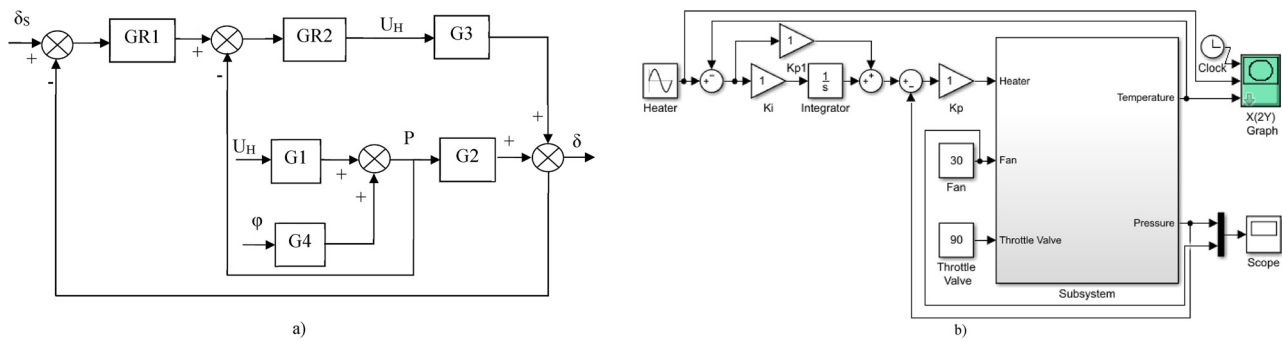 δS
GR1
GR2
UH
G3
+
+
-
-
+
UH
G1
P
G2
+
δ
+
+
φ
G4
a)
Heater
+
−
1
Kp1
1
Ki
1
s
Integrator
+
+
+
−
1
Kp
Heater
Temperature
Fan
Pressure
Throttle Valve
Subsystem
30
Fan
90
Throttle
Valve
Clock
X(2Y)
Graph
Scope
b)